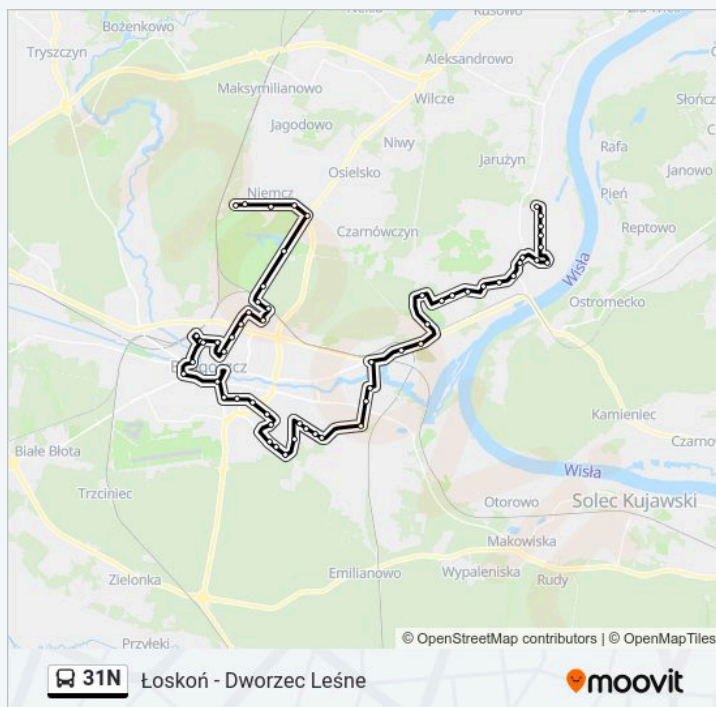 Bożenkowo
Rusowo
Tryszczyn
Aleksandrowo
Maksymilianowo
Wilcze
Słończ
Jagodowo
Niwy
Rafa
Jarużyn
Janowo
Osielsko
Niemcz
Pień
Czarnówczyn
Reptowo
Wisła
Ostromecko
Kamieniec
Białe Błota
Czarno
Wisła
Trzciniec
Otorowo
Solec Kujawski
Makowiska
Emilianowo
Wypaleniska
Zielonka
Rudy
Przyłęki
© OpenStreetMap contributors | © OpenMapTiles
31N Łoskoń - Dworzec Leśne
moovit